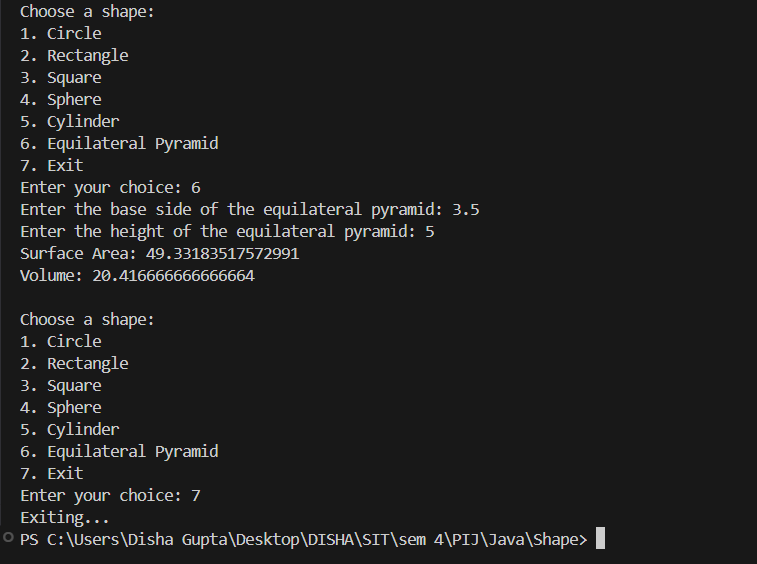 Choose a shape:
1. Circle
2. Rectangle
3. Square
4. Sphere
5. Cylinder
6. Equilateral Pyramid
7. Exit
Enter your choice: 6
Enter the base side of the equilateral pyramid: 3.5
Enter the height of the equilateral pyramid: 5
Surface Area: 49.33183517572991
Volume: 20.416666666666664

Choose a shape:
1. Circle
2. Rectangle
3. Square
4. Sphere
5. Cylinder
6. Equilateral Pyramid
7. Exit
Enter your choice: 7
Exiting...
PS C:\Users\Disha Gupta\Desktop\DISHA\SIT\sem 4\PIJ\Java\Shape>